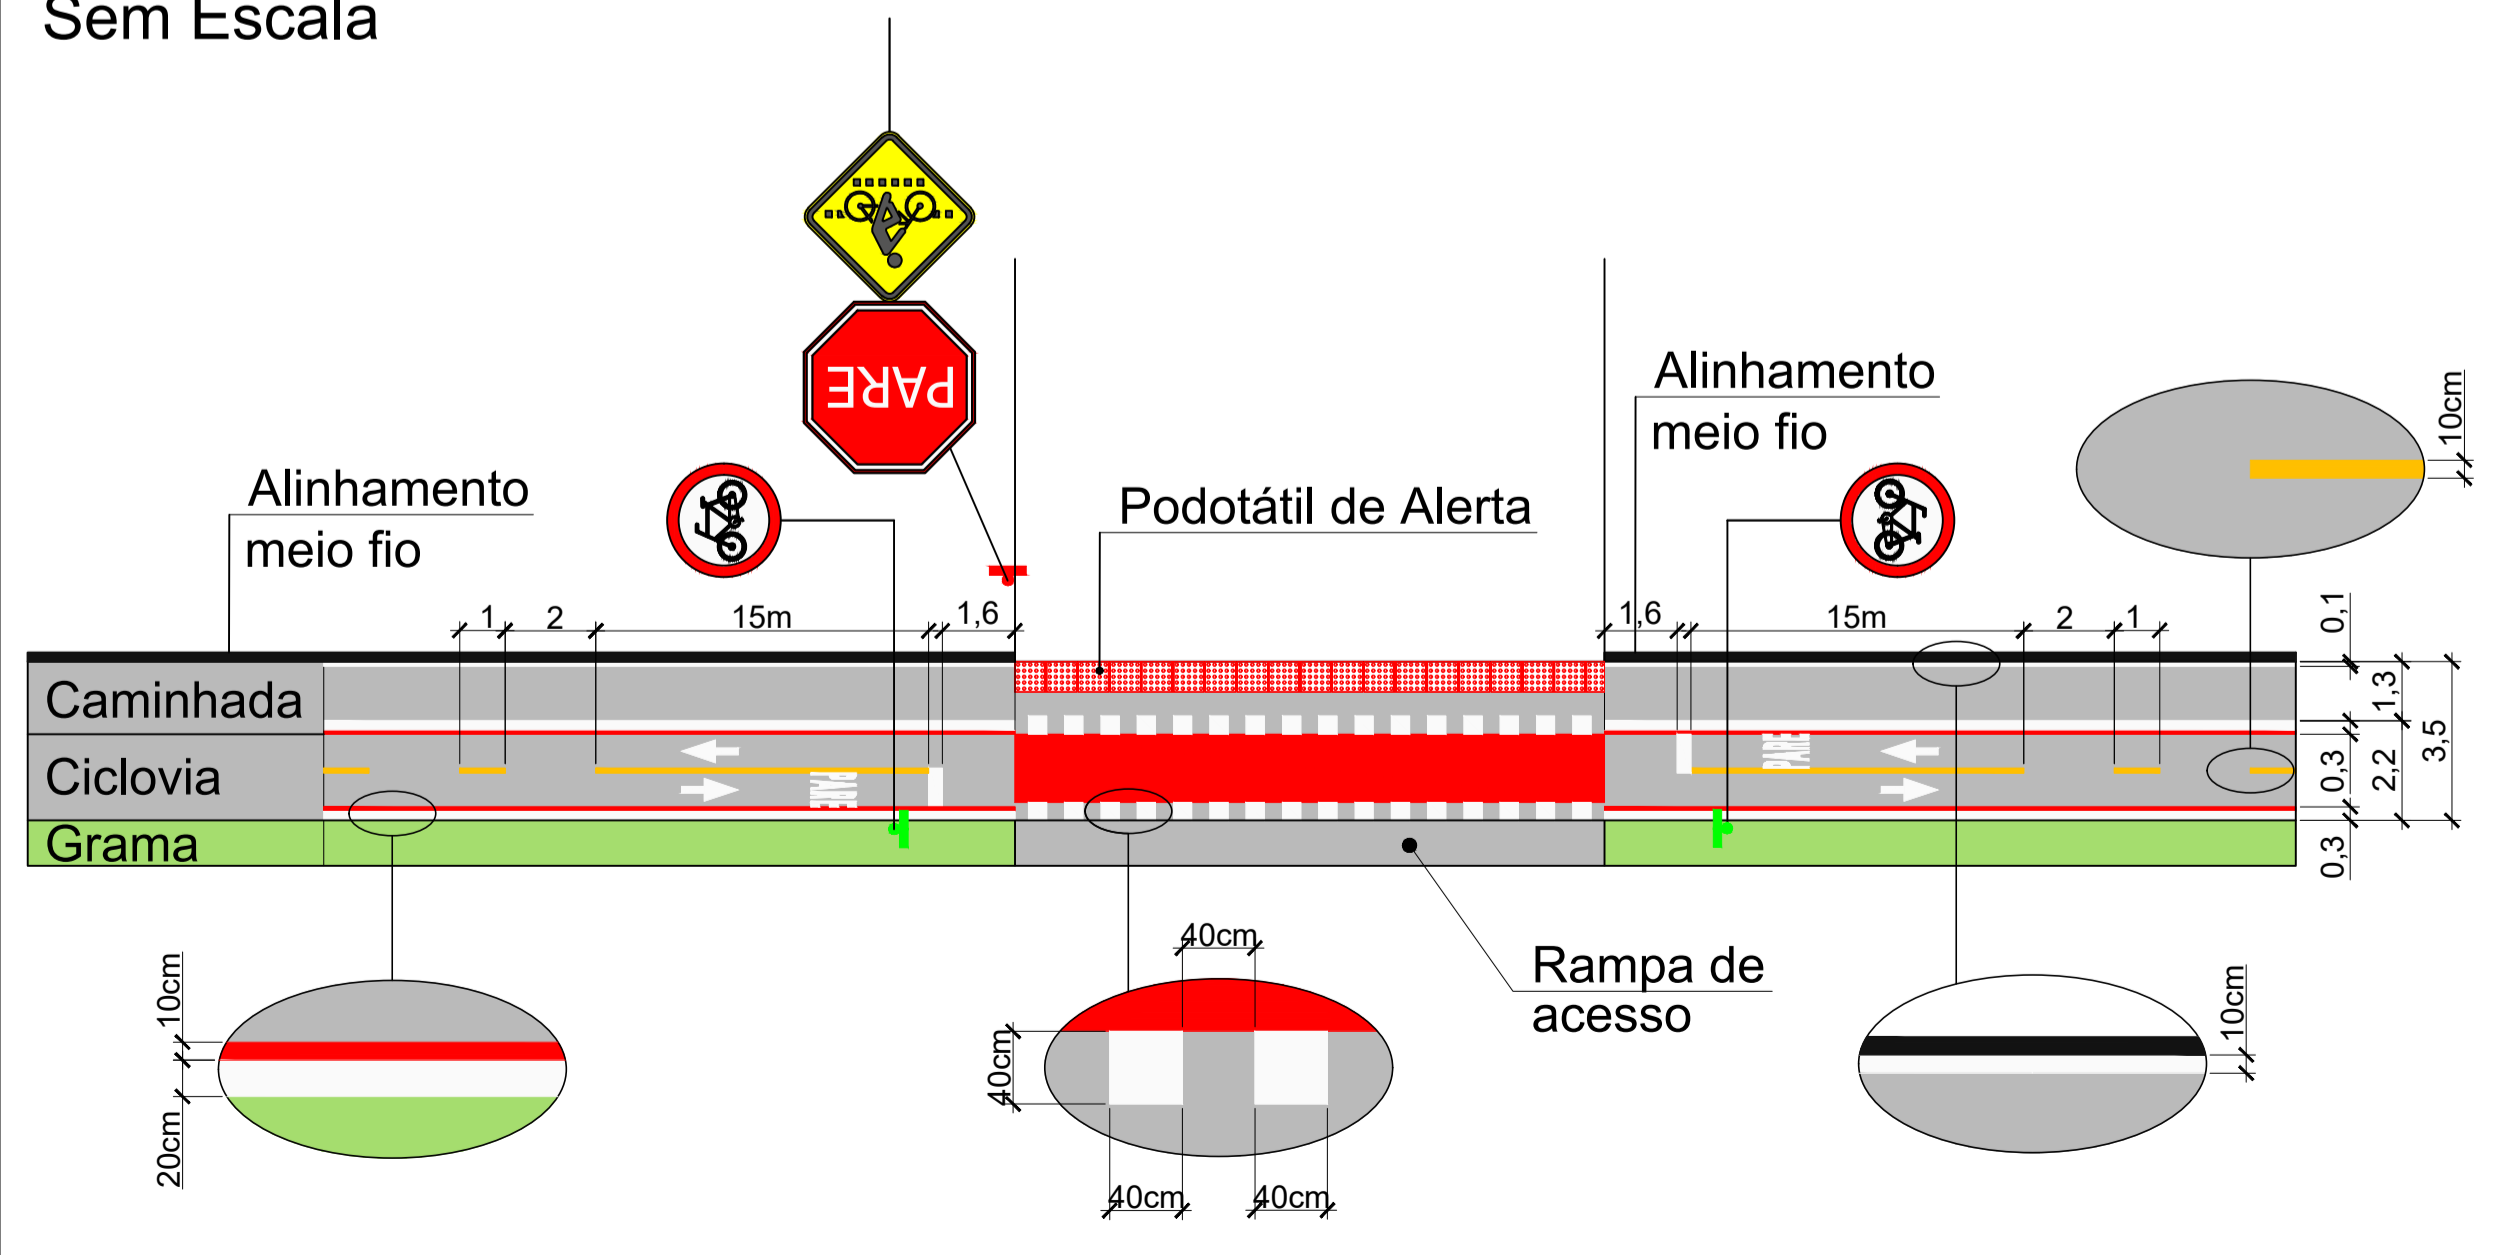 Sem Escala
PARE
Alinhamento
meio fio
Alinhamento
meio fio
10cm
Podotátil de Alerta
1
2
15m
1,6
1,6
15m
2
1
0,1
Caminhada
1,3
3,5
Ciclovia
PARE
PARE
0,3
2,2
Grama
0,3
40cm
Rampa de
acesso
10cm
20cm
40cm
10cm
40cm
40cm